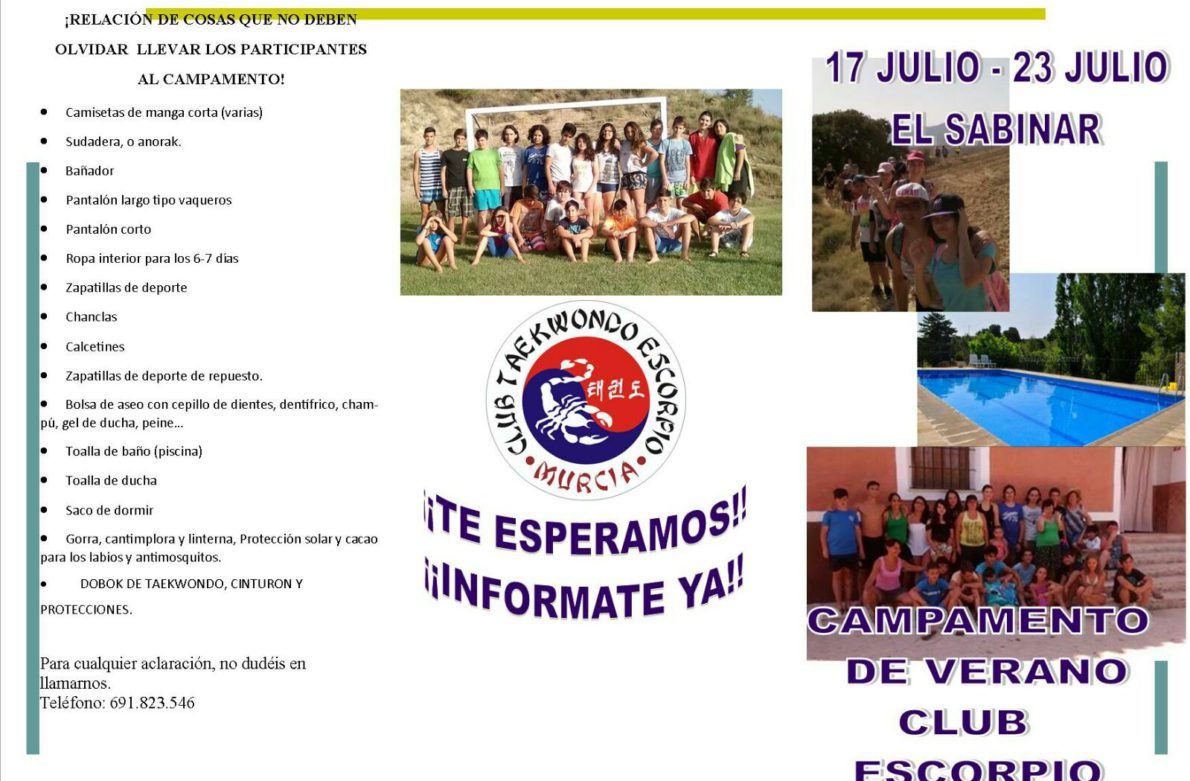 ¡RELACIÓN DE COSAS QUE NO DEBEN
OLVIDAR LLEVAR LOS PARTICIPANTES
AL CAMPAMENTO!
• Camisetas de manga corta (varias)
• Sudadera, o anorak.
• Bañador
• Pantalón largo tipo vaqueros
• Pantalón corto
• Ropa interior para los 6-7 días
• Zapatillas de deporte
• Chanclas
• Calcetines
• Zapatillas de deporte de repuesto.
• Bolsa de aseo con cepillo de dientes, dentífrico, cham-
pú, gel de ducha, peine...
• Toalla de baño (piscina)
• Toalla de ducha
• Saco de dormir
• Gorra, cantimplora y linterna, Protección solar y cacao
para los labios y antimosquitos.
• DOBOK DE TAEKWONDO, CINTURON Y
PROTECCIONES.
Para cualquier aclaración, no dudéis en
llamarnos.
Teléfono: 691.823.546
CLUB TAEKWONDO ESCORPIO
태권도
• MURCIA •
¡¡TE ESPERAMOS!!
¡¡INFORMATE YA!!
17 JULIO - 23 JULIO
EL SABINAR
CAMPAMENTO
DE VERANO
CLUB
ESCORPIO